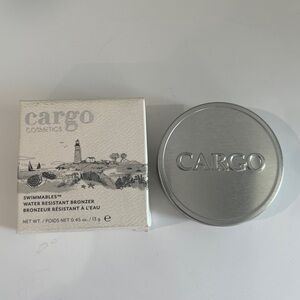 cargo
COSMETICS
SWIMMABLES™
WATER RESISTANT BRONZER
BRONZEUR RÉSISTANT À L'EAU
NET WT. / POIDS NET 0.45 oz. / 13 g ℮
CARGO